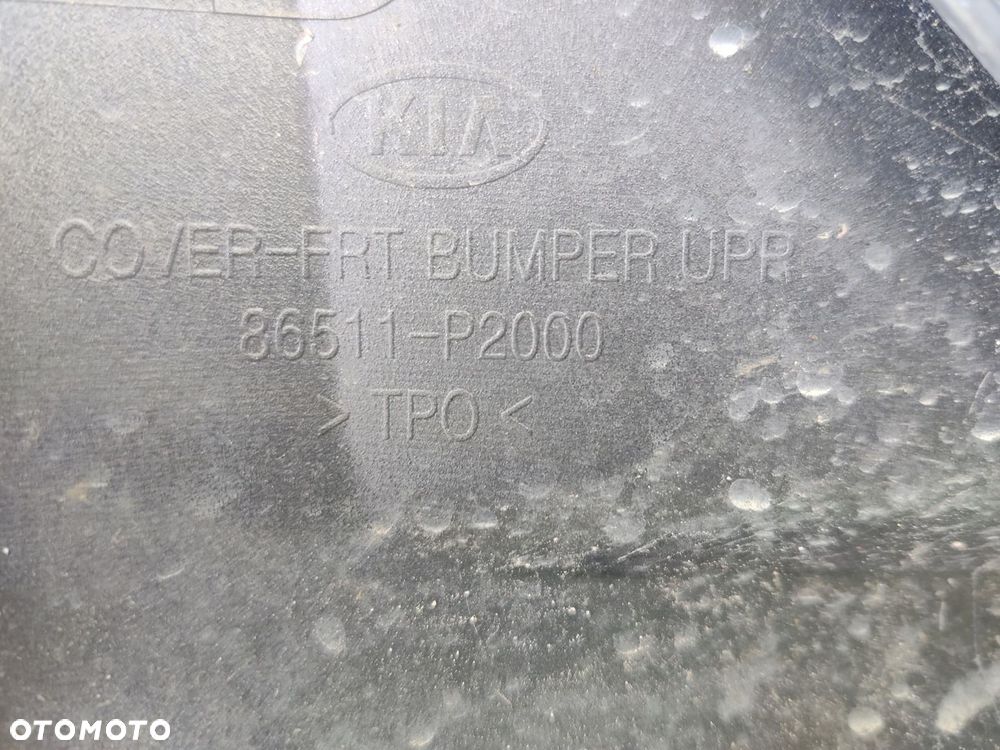 KIA
COVER-FRT BUMPER UPR
86511-P2000
> TPO <
OTOMOTO